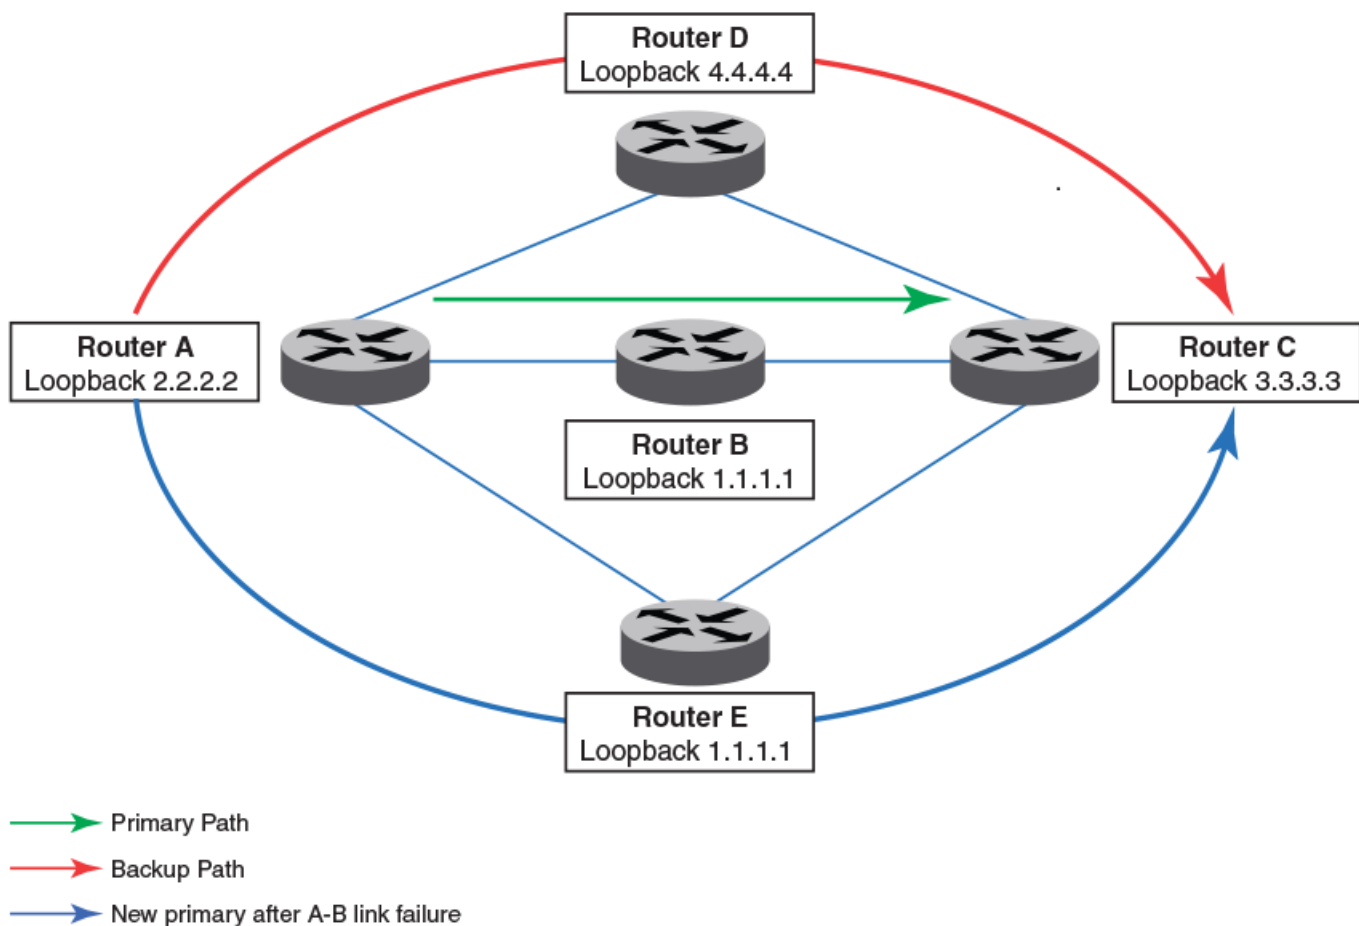 Router D
Loopback 4.4.4.4
Router A
Loopback 2.2.2.2
Router C
Loopback 3.3.3.3
Router B
Loopback 1.1.1.1
Router E
Loopback 1.1.1.1
Primary Path
Backup Path
New primary after A-B link failure